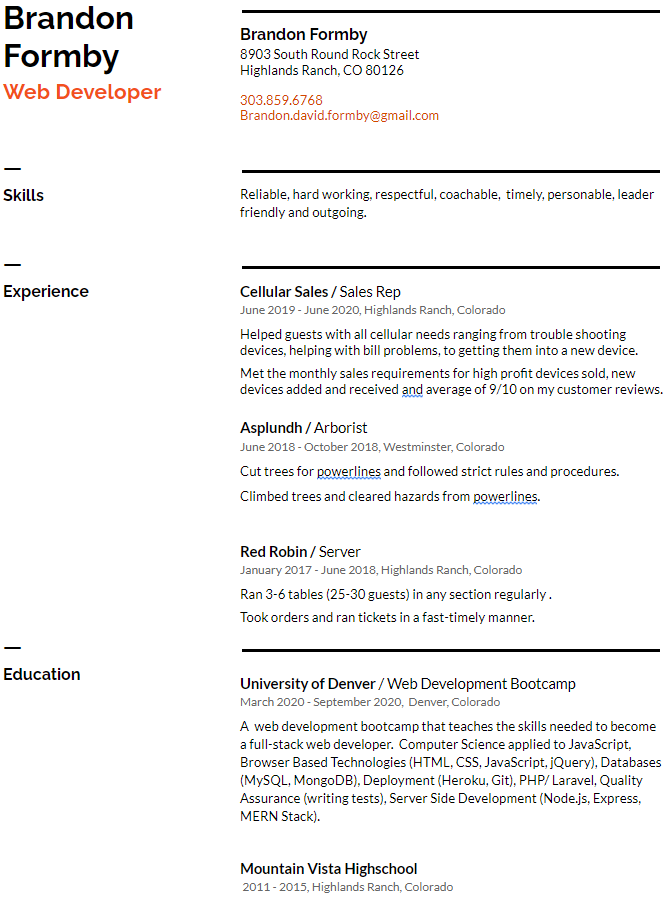 Brandon
Formby
Web Developer
Brandon Formby
8903 South Round Rock Street
Highlands Ranch, CO 80126
303.859.6768
Brandon.david.formby@gmail.com
—
Skills
Reliable, hard working, respectful, coachable,  timely, personable, leader
friendly and outgoing.
—
Experience
Cellular Sales / Sales Rep
June 2019 - June 2020, Highlands Ranch, Colorado
Helped guests with all cellular needs ranging from trouble shooting
devices, helping with bill problems, to getting them into a new device.
Met the monthly sales requirements for high profit devices sold, new
devices added and received and average of 9/10 on my customer reviews.
Asplundh / Arborist
June 2018 - October 2018, Westminster, Colorado
Cut trees for powerlines and followed strict rules and procedures.
Climbed trees and cleared hazards from powerlines.
Red Robin / Server
January 2017 - June 2018, Highlands Ranch, Colorado
Ran 3-6 tables (25-30 guests) in any section regularly .
Took orders and ran tickets in a fast-timely manner.
—
Education
University of Denver / Web Development Bootcamp
March 2020 - September 2020,  Denver, Colorado
A  web development bootcamp that teaches the skills needed to become
a full-stack web developer.  Computer Science applied to JavaScript,
Browser Based Technologies (HTML, CSS, JavaScript, jQuery), Databases
(MySQL, MongoDB), Deployment (Heroku, Git), PHP/ Laravel, Quality
Assurance (writing tests), Server Side Development (Node.js, Express,
MERN Stack).
Mountain Vista Highschool
2011 - 2015, Highlands Ranch, Colorado